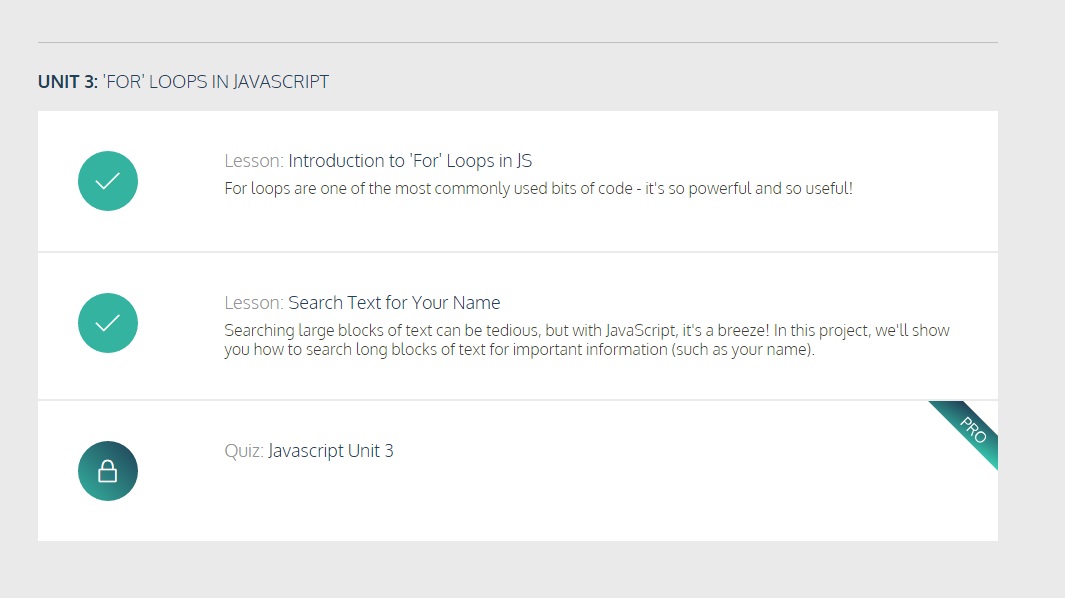 UNIT 3: 'FOR' LOOPS IN JAVASCRIPT
Lesson: Introduction to 'For' Loops in JS
For loops are one of the most commonly used bits of code - it's so powerful and so useful!
Lesson: Search Text for Your Name
Searching large blocks of text can be tedious, but with JavaScript, it's a breeze! In this project, we'll show
you how to search long blocks of text for important information (such as your name).
PRO
Quiz: Javascript Unit 3